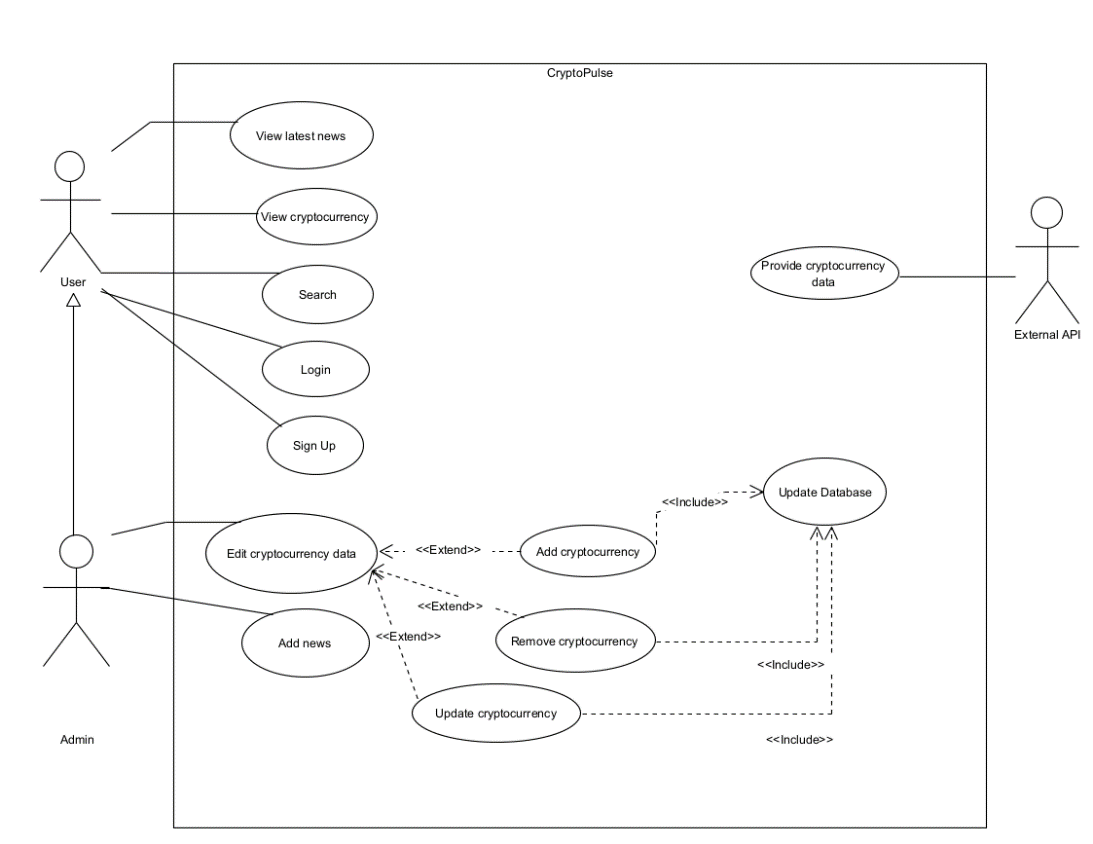 CryptoPulse
View latest news
View cryptocurrency
Search
Login
Sign Up
User
Provide cryptocurrency
data
External API
Update Database
<<Include>>
Edit cryptocurrency data
<<Extend>>
Add cryptocurrency
<<Extend>>
<<Extend>>
Add news
Remove cryptocurrency
<<Include>>
Update cryptocurrency
<<Include>>
Admin